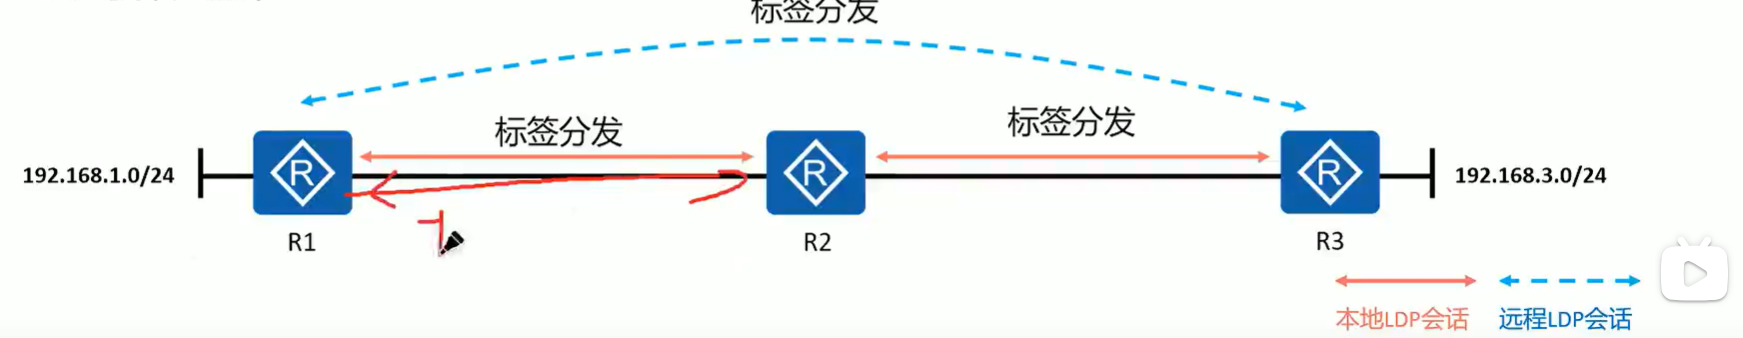 标签分发
标签分发
标签分发
192.168.1.0/24
R
R
R
192.168.3.0/24
R1
R2
R3
本地LDP会话
远程LDP会话